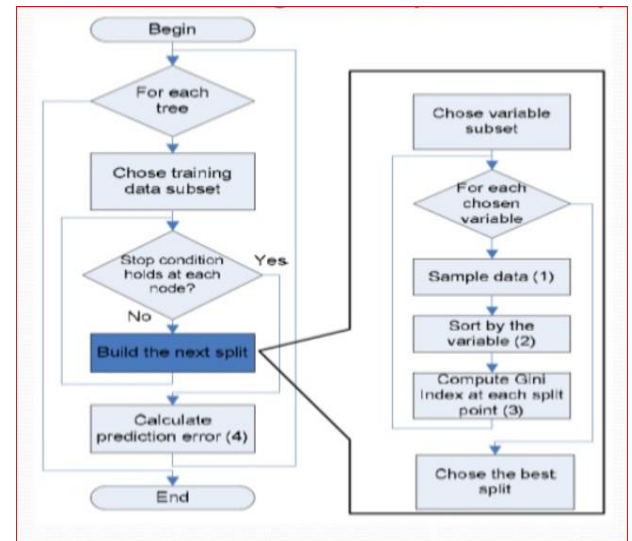 Begin
For each
tree
Chose training
data subset
Stop condition
holds at each
node?
Yes
No
Build the next split
Calculate
prediction error (4)
End
Chose variable
subset
For each
chosen
variable
Sample data (1)
Sort by the
variable (2)
Compute Gini
Index at each split
point (3)
Chose the best
split